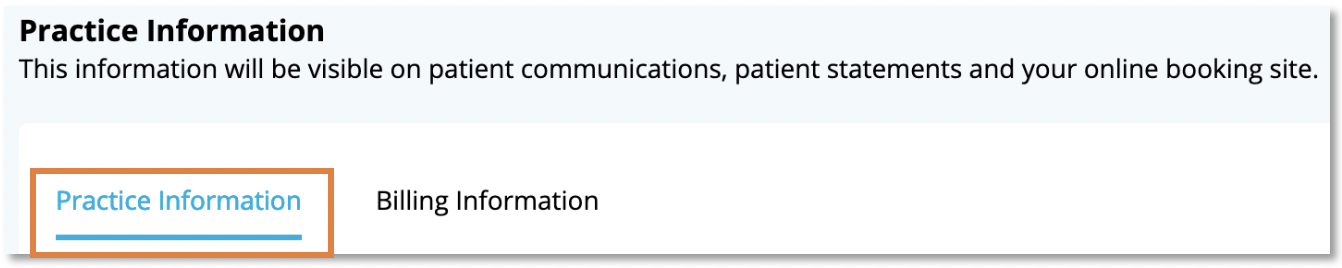 Practice Information
This information will be visible on patient communications, patient statements and your online booking site.
Practice Information
Billing Information